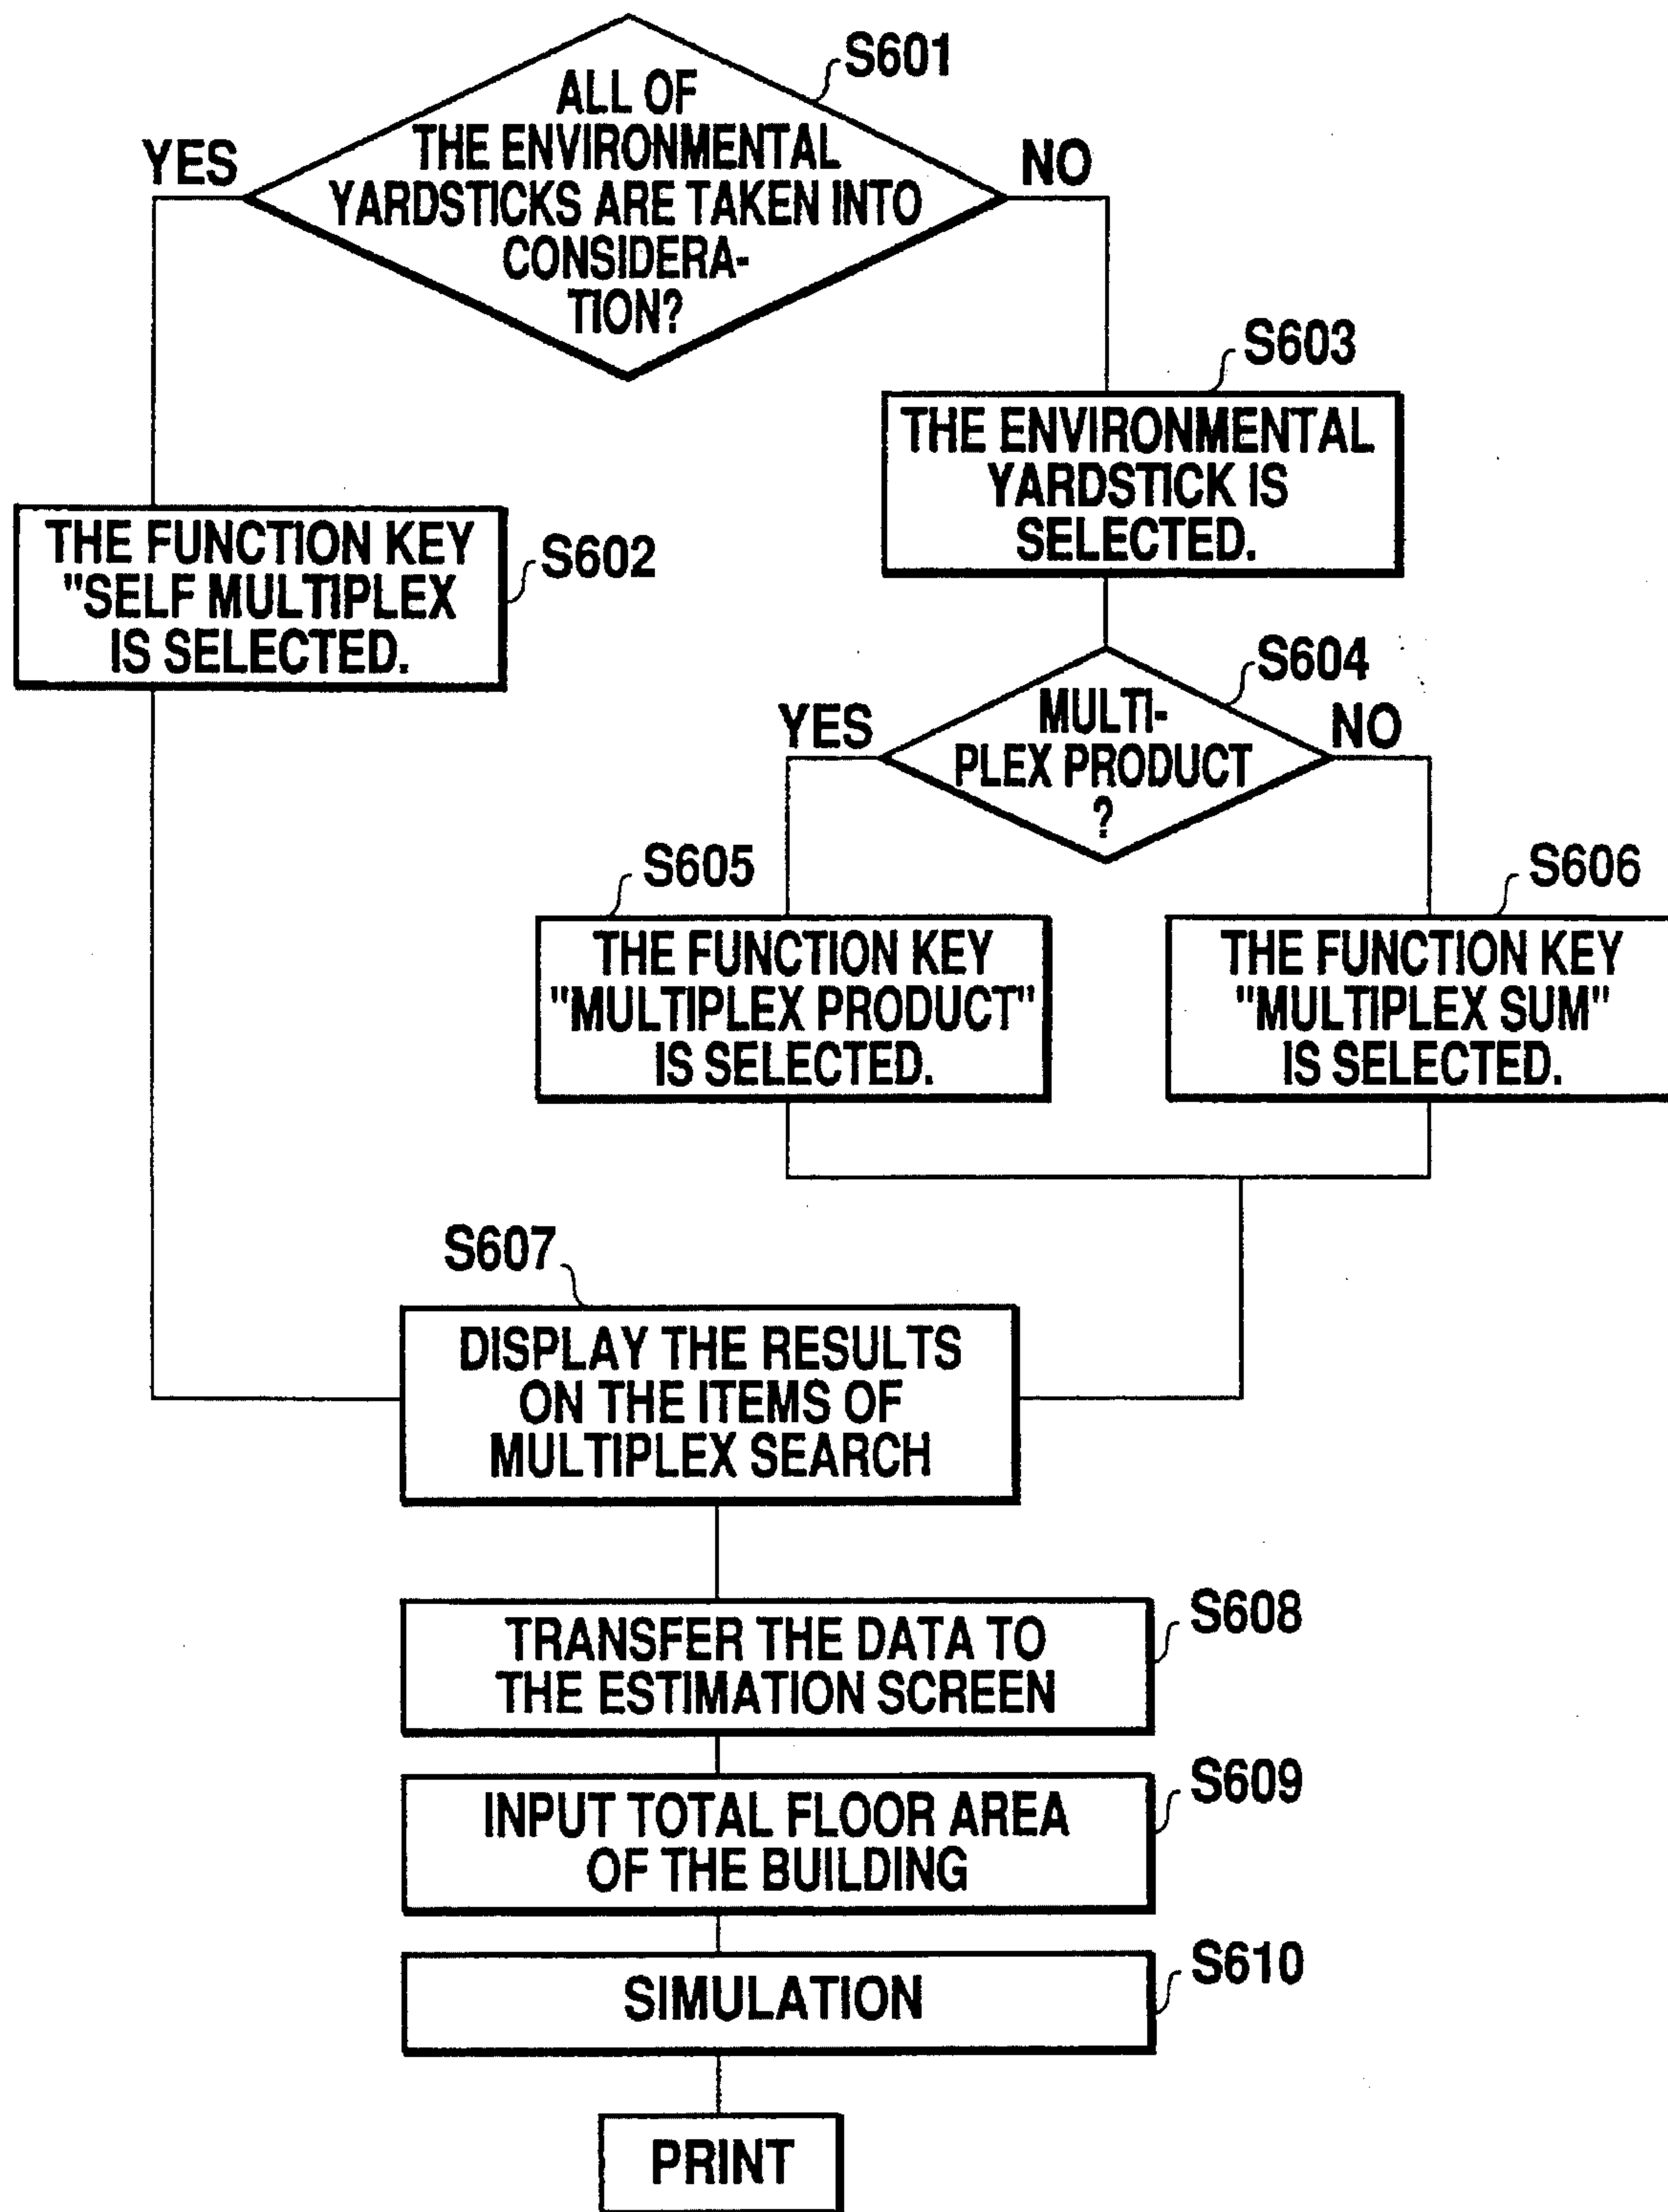 S601
ALL OF
THE ENVIRONMENTAL
YARDSTICKS ARE TAKEN INTO
CONSIDERA-
TION?
YES
NO
S603
THE ENVIRONMENTAL
YARDSTICK IS
SELECTED.
THE FUNCTION KEY
"SELF MULTIPLEX
IS SELECTED.
S602
S604
MULTI-
PLEX PRODUCT
?
YES
NO
S605
THE FUNCTION KEY
"MULTIPLEX PRODUCT"
IS SELECTED.
S606
THE FUNCTION KEY
"MULTIPLEX SUM"
IS SELECTED.
S607
DISPLAY THE RESULTS
ON THE ITEMS OF
MULTIPLEX SEARCH
S608
TRANSFER THE DATA TO
THE ESTIMATION SCREEN
S609
INPUT TOTAL FLOOR AREA
OF THE BUILDING
S610
SIMULATION
PRINT